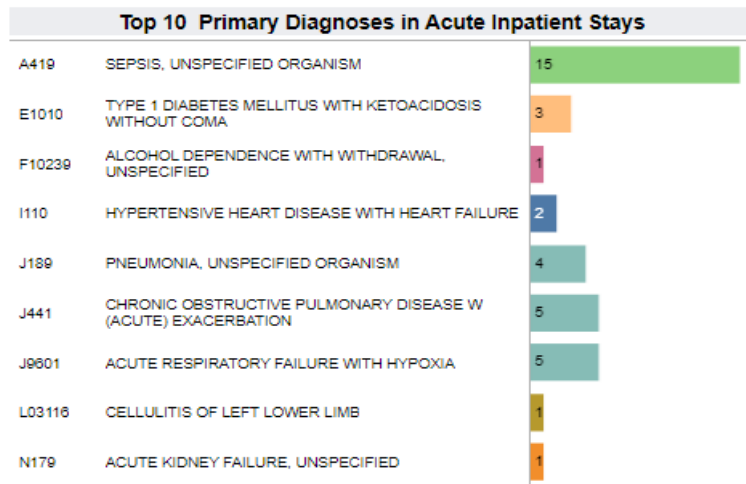 Top 10 Primary Diagnoses in Acute Inpatient Stays
A419 SEPSIS, UNSPECIFIED ORGANISM 15
E1010 TYPE 1 DIABETES MELLITUS WITH KETOACIDOSIS
WITHOUT COMA 3
F10239 ALCOHOL DEPENDENCE WITH WITHDRAWAL,
UNSPECIFIED 1
I110 HYPERTENSIVE HEART DISEASE WITH HEART FAILURE 2
J189 PNEUMONIA, UNSPECIFIED ORGANISM 4
J441 CHRONIC OBSTRUCTIVE PULMONARY DISEASE W
(ACUTE) EXACERBATION 5
J9601 ACUTE RESPIRATORY FAILURE WITH HYPOXIA 5
L03116 CELLULITIS OF LEFT LOWER LIMB 1
N179 ACUTE KIDNEY FAILURE, UNSPECIFIED 1